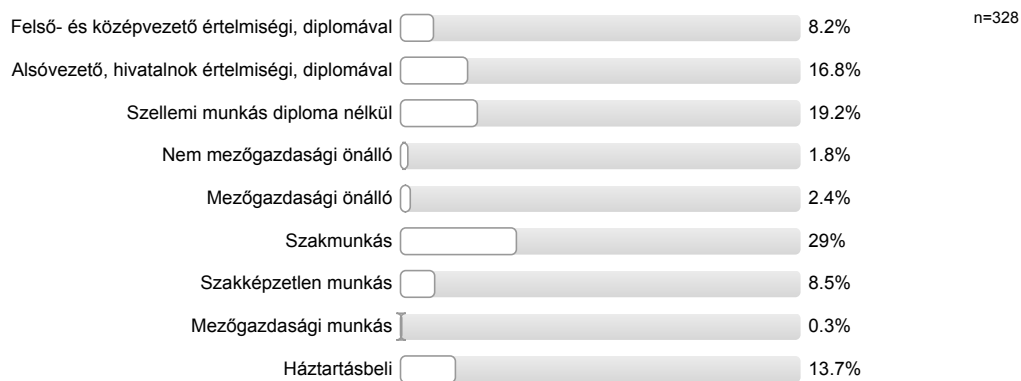 n=328
Felső- és középvezető értelmiségi, diplomával 8.2%
Alsóvezető, hivatalnok értelmiségi, diplomával 16.8%
Szellemi munkás diploma nélkül 19.2%
Nem mezőgazdasági önálló 1.8%
Mezőgazdasági önálló 2.4%
Szakmunkás 29%
Szakképzetlen munkás 8.5%
Mezőgazdasági munkás 0.3%
Háztartásbeli 13.7%